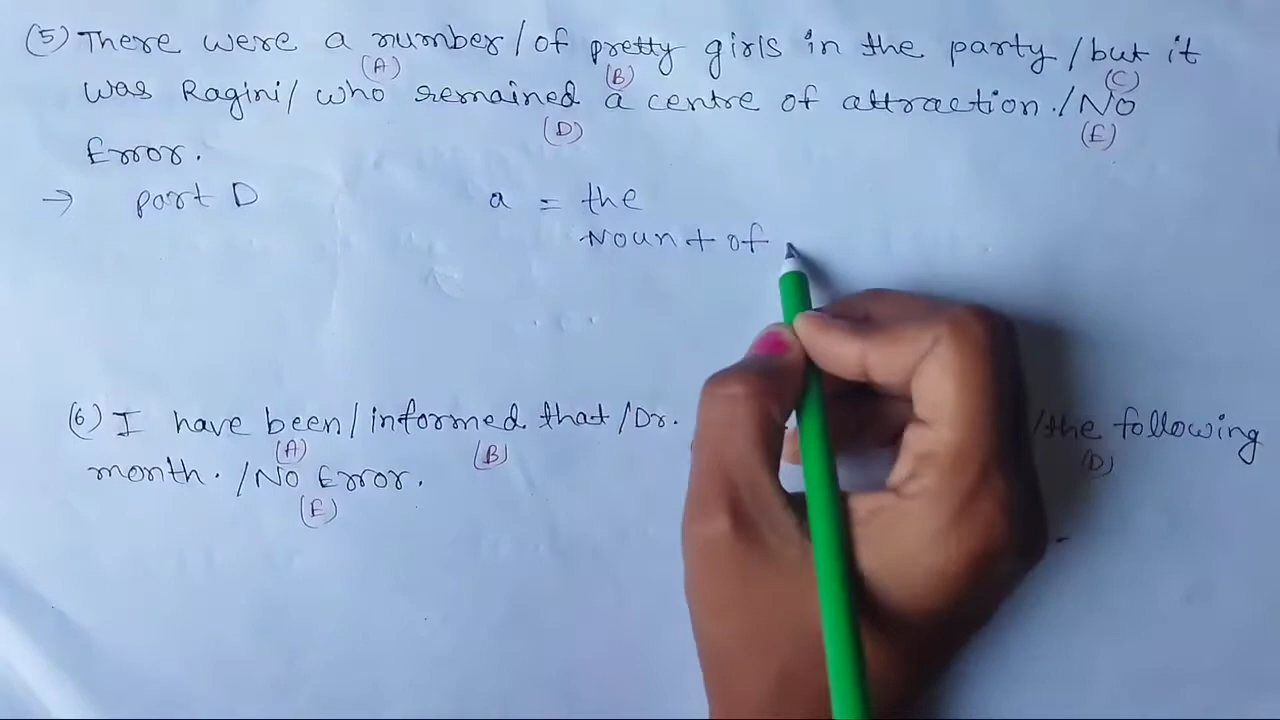 (5) There were a number / of pretty girls in the party / but it
(A) (B) (C)
was Ragini / who remained a centre of attraction. / No
(D) (E)
Error.
→ part D a = the
Noun + of
(6) I have been / informed that / Dr. / the following
(A) (B) (D)
month. / No Error.
(E)